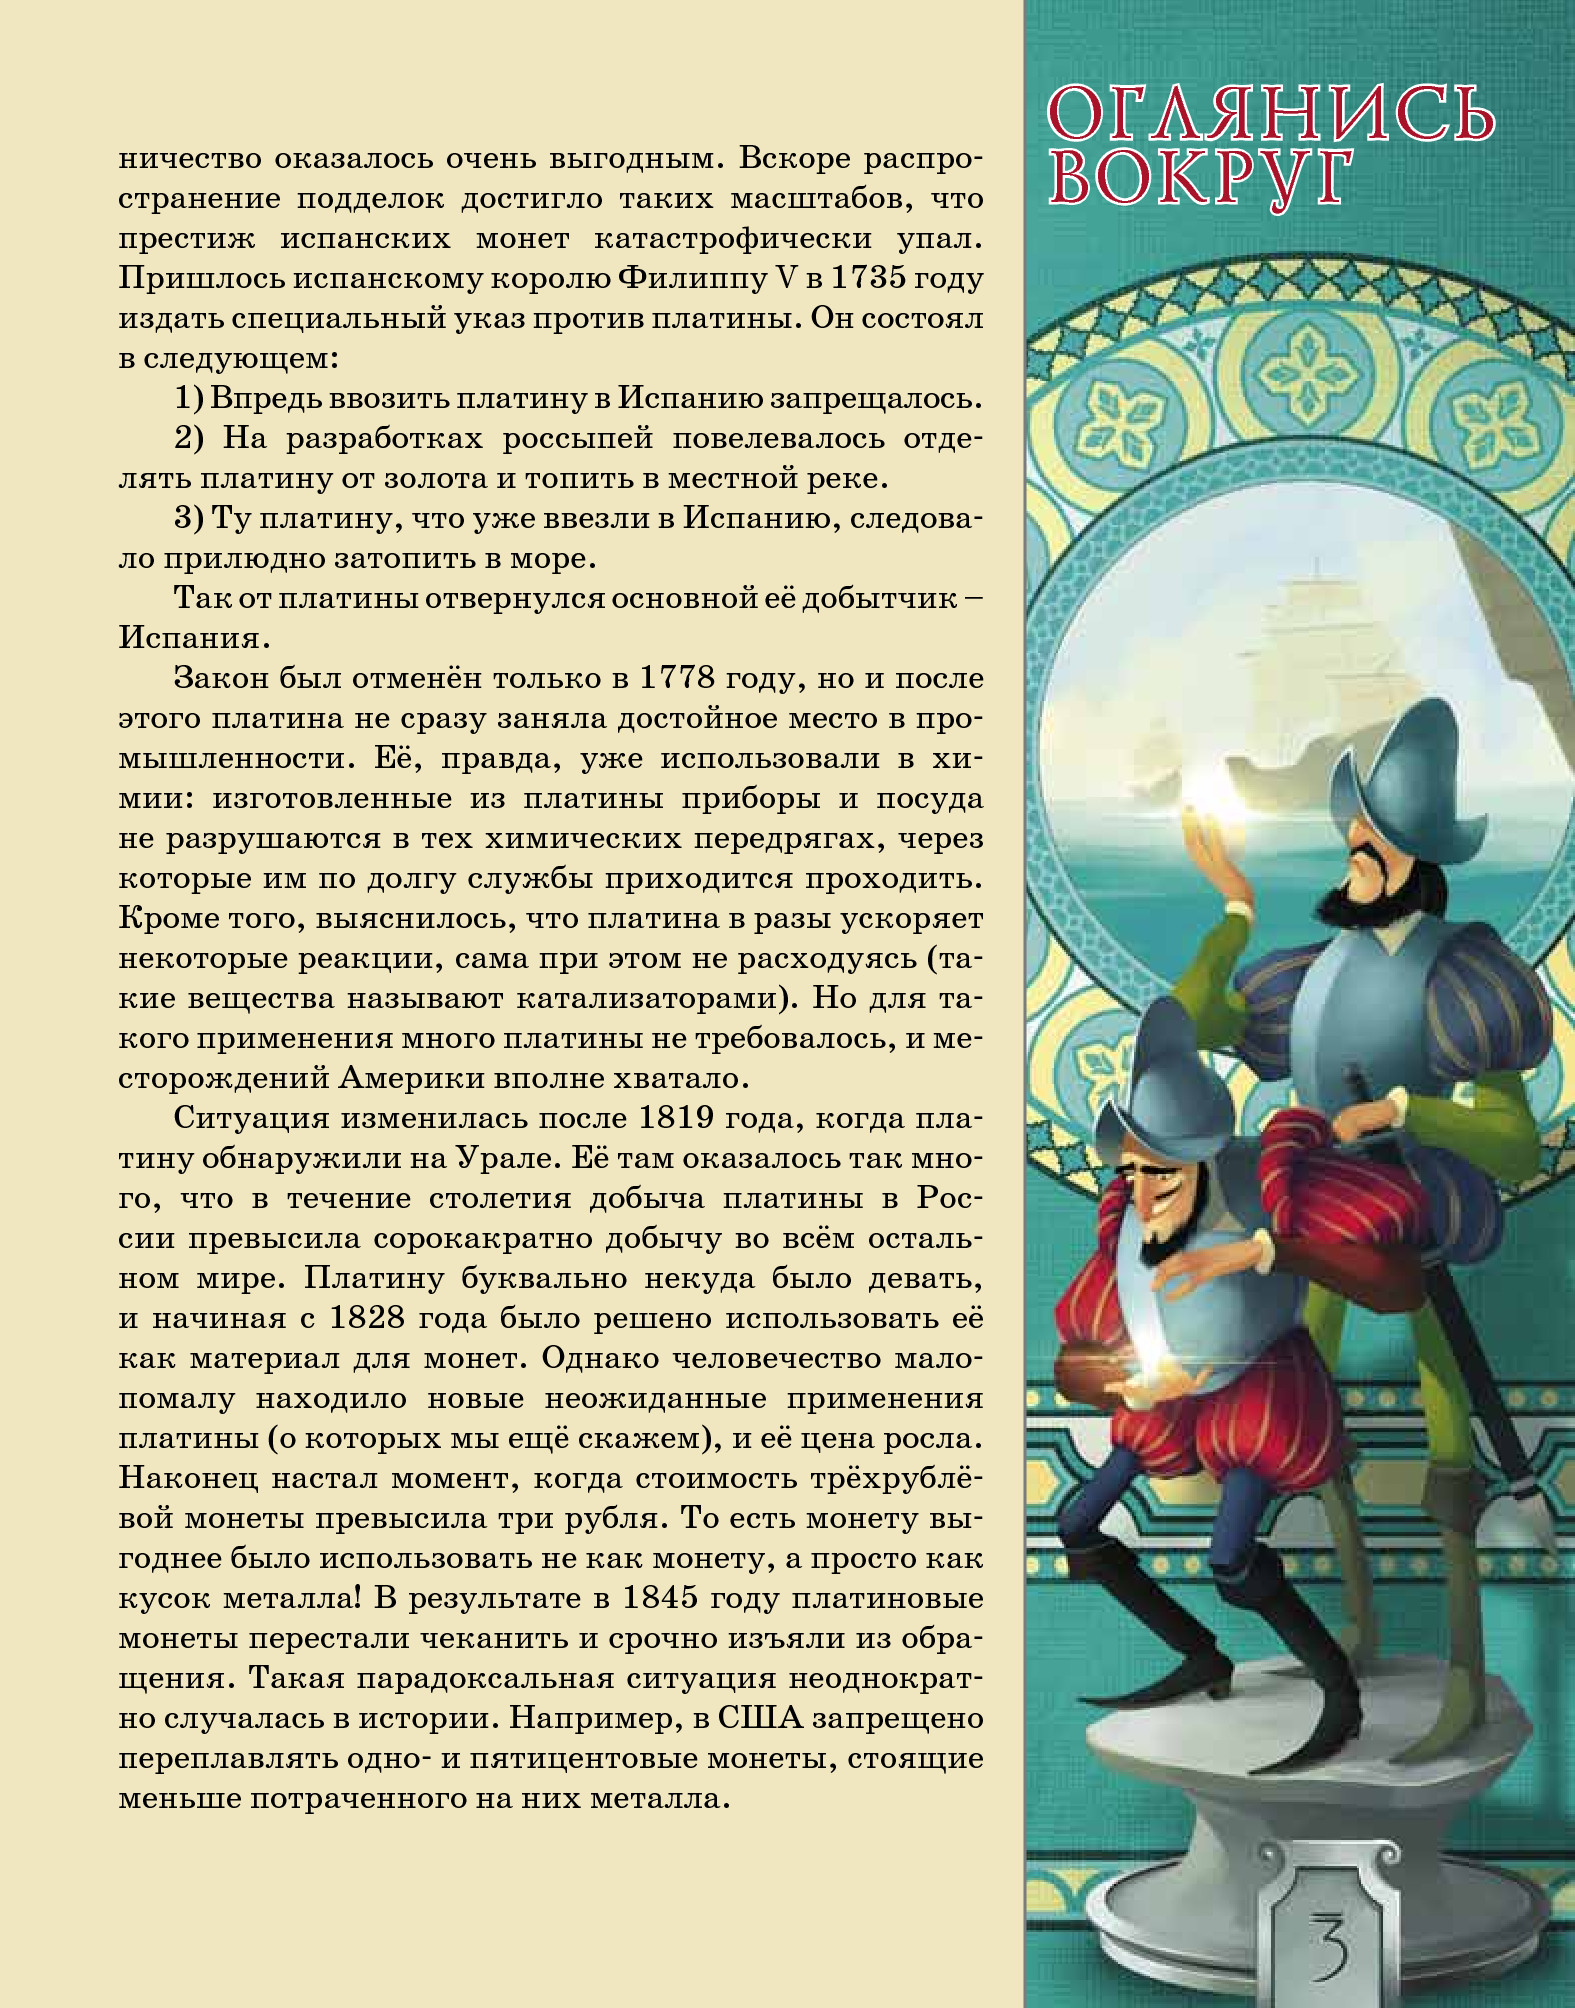 ОГЛЯНИСЬ
ВОКРУГ
ничество оказалось очень выгодным. Вскоре распро-
странение подделок достигло таких масштабов, что
престиж испанских монет катастрофически упал.
Пришлось испанскому королю Филиппу V в 1735 году
издать специальный указ против платины. Он состоял
в следующем:
1) Впредь ввозить платину в Испанию запрещалось.
2) На разработках россыпей повелевалось отде-
лять платину от золота и топить в местной реке.
3) Ту платину, что уже ввезли в Испанию, следова-
ло прилюдно затопить в море.
Так от платины отвернулся основной её добытчик –
Испания.
Закон был отменён только в 1778 году, но и после
этого платина не сразу заняла достойное место в про-
мышленности. Её, правда, уже использовали в хи-
мии: изготовленные из платины приборы и посуда
не разрушаются в тех химических передрягах, через
которые им по долгу службы приходится проходить.
Кроме того, выяснилось, что платина в разы ускоряет
некоторые реакции, сама при этом не расходуясь (та-
кие вещества называют катализаторами). Но для та-
кого применения много платины не требовалось, и ме-
сторождений Америки вполне хватало.
Ситуация изменилась после 1819 года, когда пла-
тину обнаружили на Урале. Её там оказалось так мно-
го, что в течение столетия добыча платины в Рос-
сии превысила сорокакратно добычу во всём осталь-
ном мире. Платину буквально некуда было девать,
и начиная с 1828 года было решено использовать её
как материал для монет. Однако человечество мало-
помалу находило новые неожиданные применения
платины (о которых мы ещё скажем), и её цена росла.
Наконец настал момент, когда стоимость трёхрублё-
вой монеты превысила три рубля. То есть монету вы-
годнее было использовать не как монету, а просто как
кусок металла! В результате в 1845 году платиновые
монеты перестали чеканить и срочно изъяли из обра-
щения. Такая парадоксальная ситуация неоднократ-
но случалась в истории. Например, в США запрещено
переплавлять одно- и пятицентовые монеты, стоящие
меньше потраченного на них металла.
3